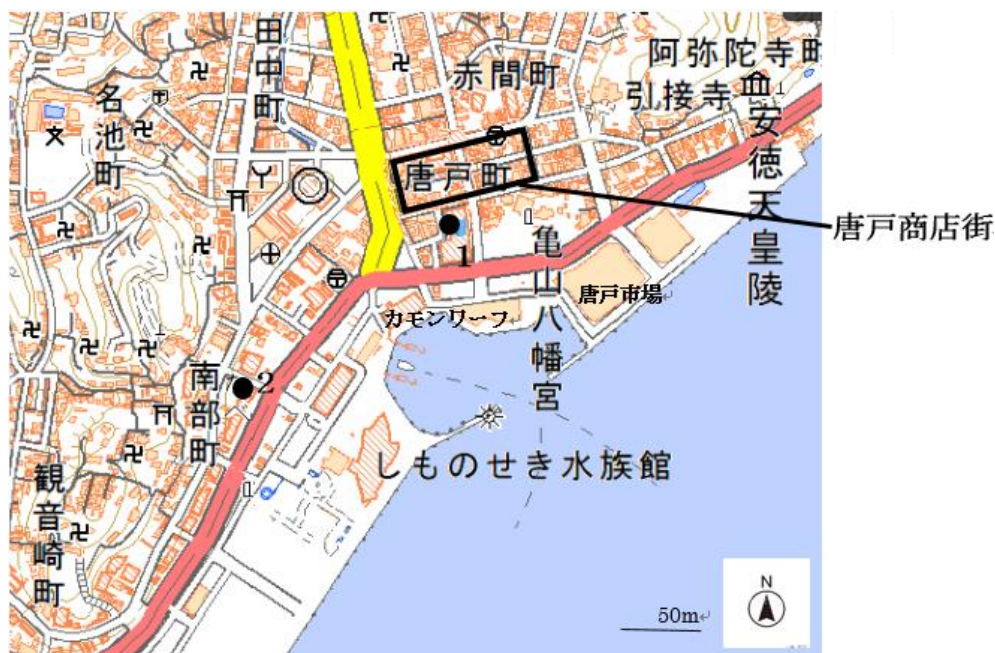 阿弥陀寺町
田中町
赤間町
引接寺
名池町
安徳天皇陵
唐戸町
唐戸商店街
1
亀山八幡宮
唐戸市場
カモンワーフ
南部町
2
しものせき水族館
観音崎町
50m
N